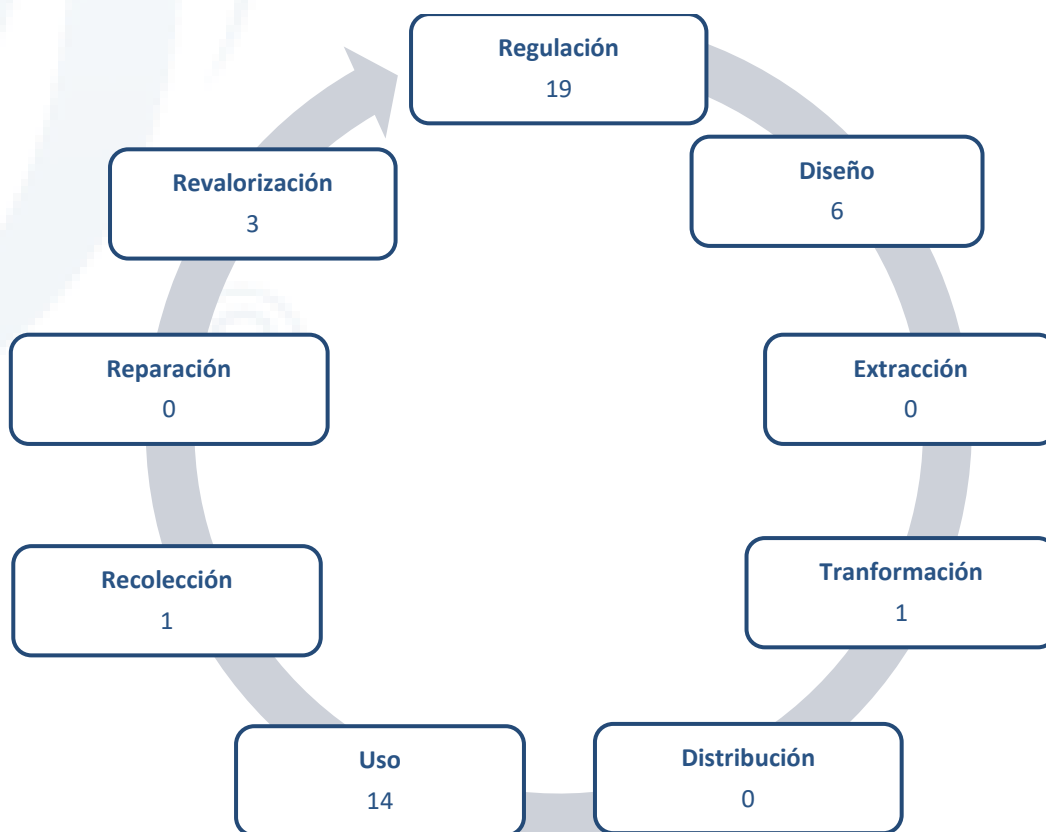 Regulación
19
Diseño
6
Extracción
0
Tranformación
1
Distribución
0
Uso
14
Recolección
1
Reparación
0
Revalorización
3